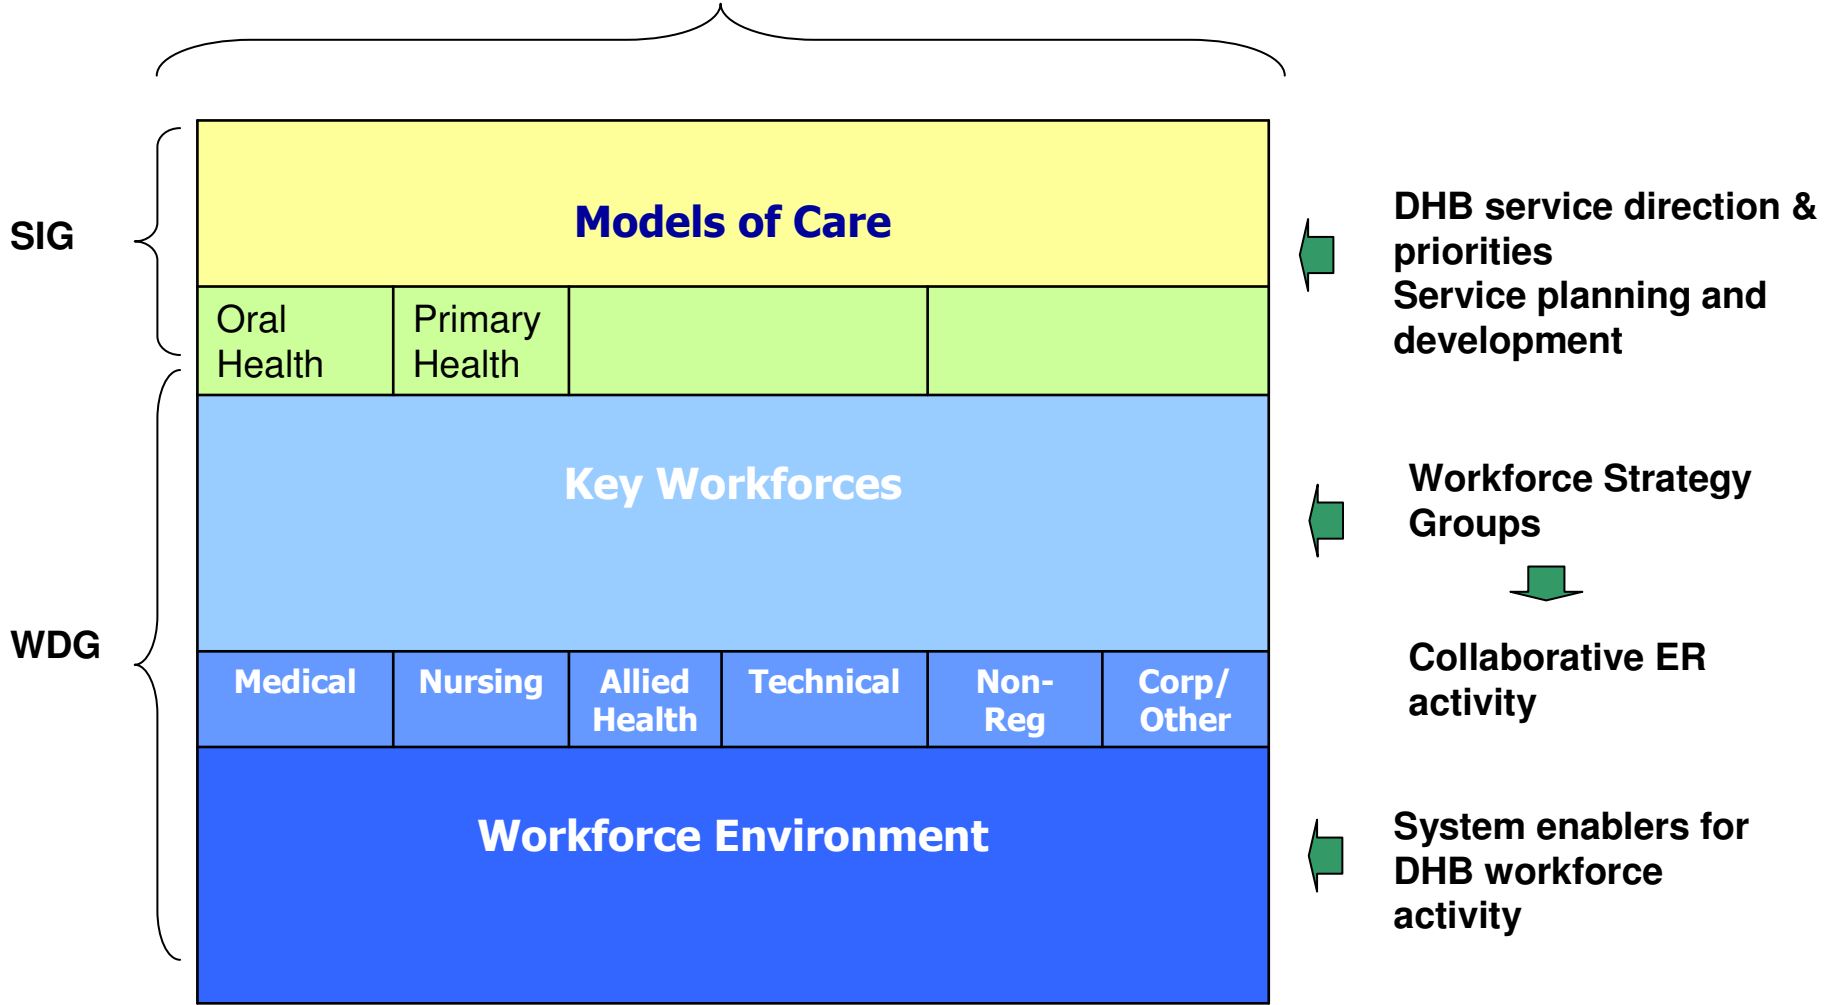 SIG
Models of Care
DHB service direction &
priorities
Service planning and
development
Oral
Health
Primary
Health
Key Workforces
Workforce Strategy
Groups
WDG
Collaborative ER
activity
Medical
Nursing
Allied
Health
Technical
Non-
Reg
Corp/
Other
Workforce Environment
System enablers for
DHB workforce
activity